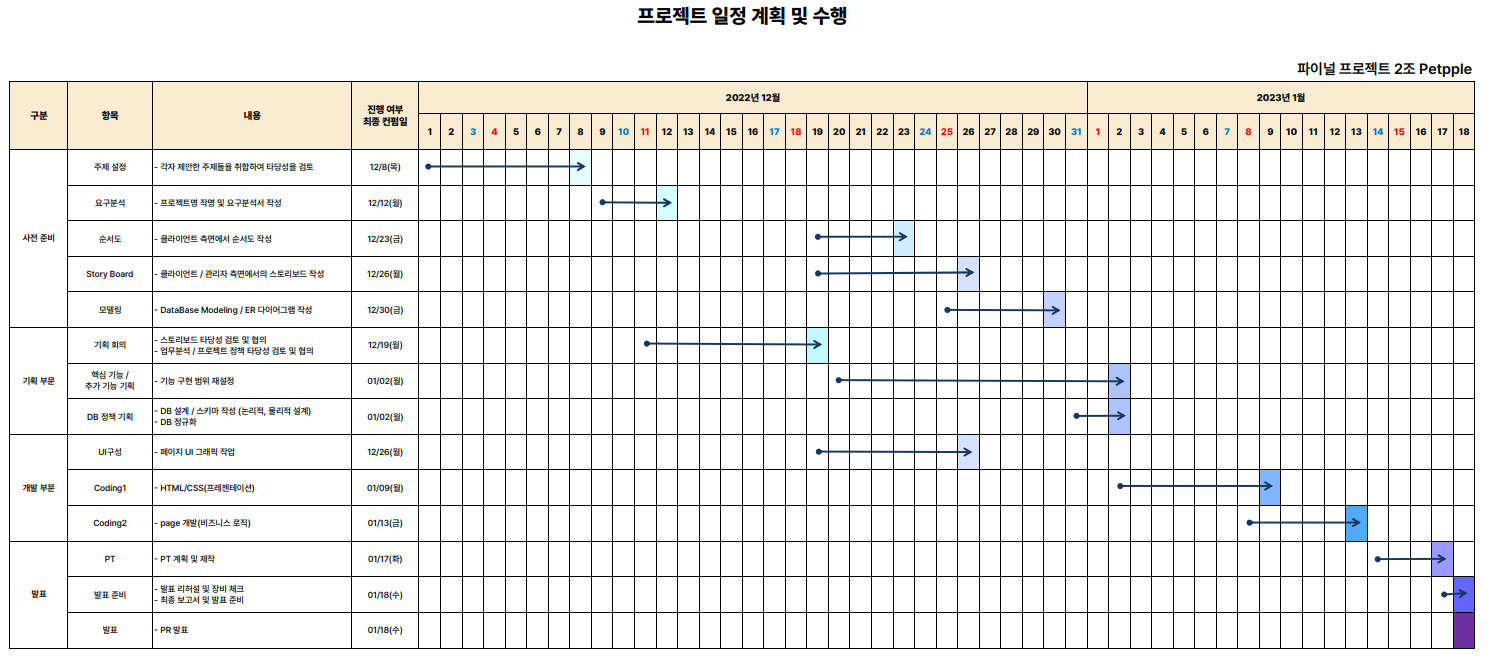 프로젝트 일정 계획 및 수행
파이널 프로젝트 2조 Petpple
구분 항목 내용 진행 여부 2022년 12월 2023년 1월
최종 컨펌일
1 2 3 4 5 6 7 8 9 10 11 12 13 14 15 16 17 18 19 20 21 22 23 24 25 26 27 28 29 30 31 1 2 3 4 5 6 7 8 9 10 11 12 13 14 15 16 17 18
사전 준비
주제 설정 - 각자 제안한 주제들을 취합하여 타당성을 검토 12/8(목)
요구분석 - 프로젝트명 작명 및 요구분석서 작성 12/12(월)
순서도 - 클라이언트 측면에서 순서도 작성 12/23(금)
Story Board - 클라이언트 / 관리자 측면에서의 스토리보드 작성 12/26(월)
모델링 - DataBase Modeling / ER 다이어그램 작성 12/30(금)
기획 부문
기획 회의 - 스토리보드 타당성 검토 및 협의 12/19(월)
- 업무분석 / 프로젝트 정책 타당성 검토 및 협의
핵심 기능 / - 기능 구현 범위 재설정 01/02(월)
추가 기능 기획
DB 정책 기획 - DB 설계 / 스키마 작성 (논리적, 물리적 설계) 01/02(월)
- DB 정규화
개발 부문
UI구성 - 페이지 UI 그래픽 작업 12/26(월)
Coding1 - HTML/CSS(프레젠테이션) 01/09(월)
Coding2 - page 개발(비즈니스 로직) 01/13(금)
발표
PT - PT 계획 및 제작 01/17(화)
발표 준비 - 발표 리허설 및 장비 체크 01/18(수)
- 최종 보고서 및 발표 준비
발표 - PR 발표 01/18(수)